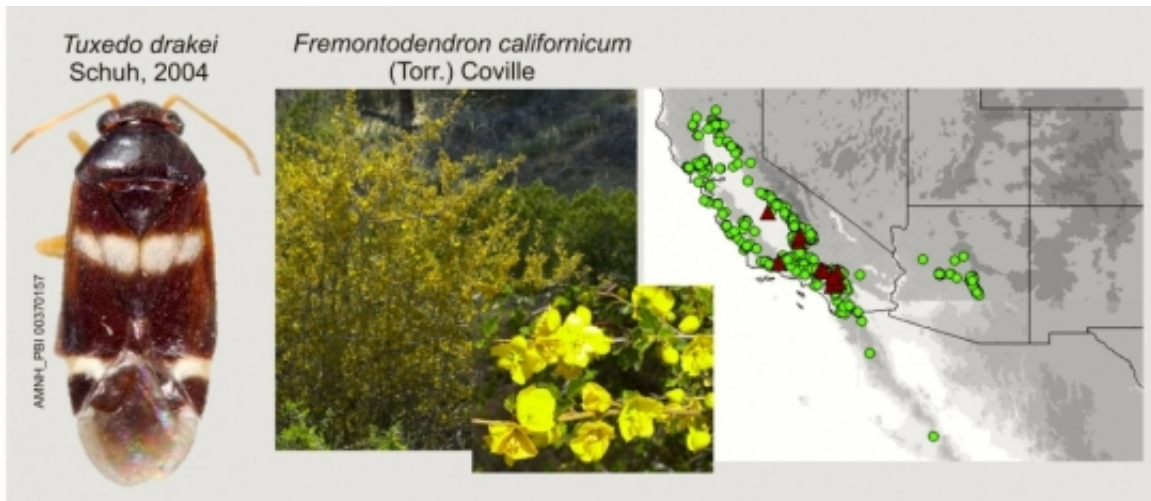 Tuxedo drakei
Schuh, 2004
Fremontodendron californicum
(Torr.) Coville
AMNH_PBI 00370157